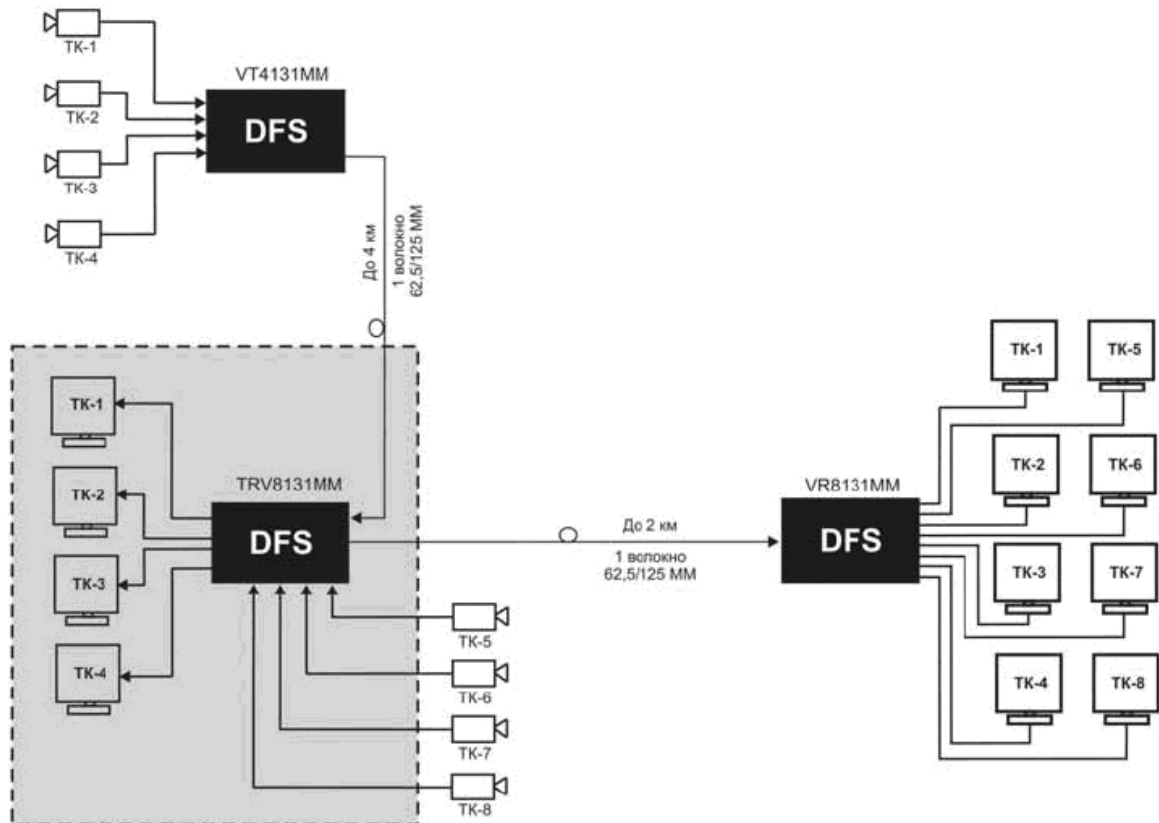 ТК-1
ТК-2
ТК-3
ТК-4
VT4131MM
DFS
До 4 км
1 волокно
62,5/125 ММ
ТК-1
ТК-2
ТК-3
ТК-4
TRV8131MM
DFS
ТК-5
ТК-6
ТК-7
ТК-8
До 2 км
1 волокно
62,5/125 ММ
VR8131MM
DFS
ТК-1
ТК-5
ТК-2
ТК-6
ТК-3
ТК-7
ТК-4
ТК-8